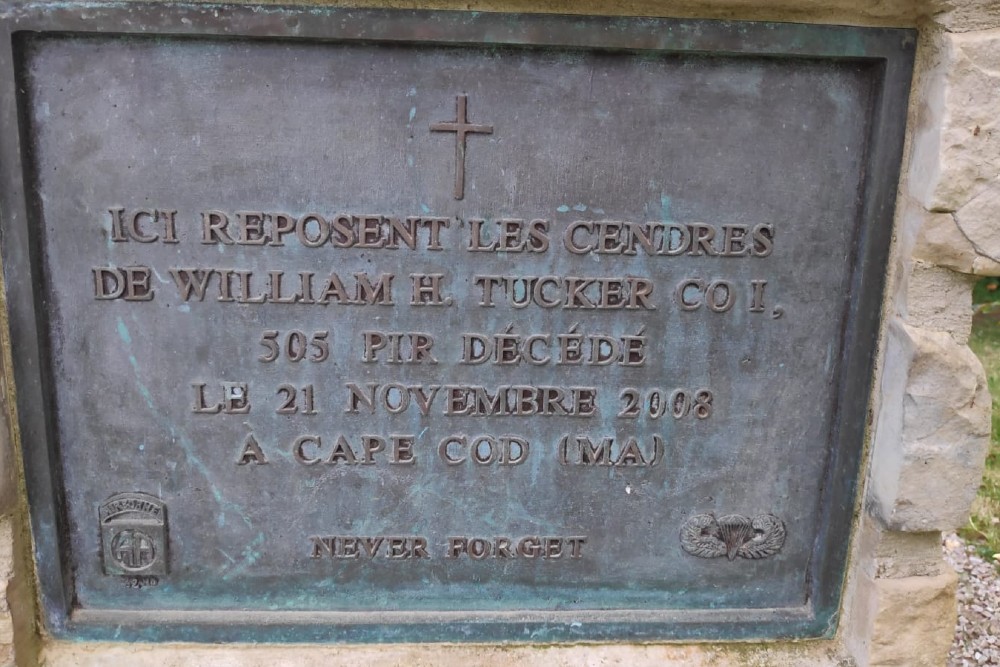 ICI REPOSENT LES CENDRES
DE WILLIAM H. TUCKER CO I,
505 PIR DÉCÉDÉ
LE 21 NOVEMBRE 2008
A CAPE COD (MA)
AIRBORNE
NEVER FORGET